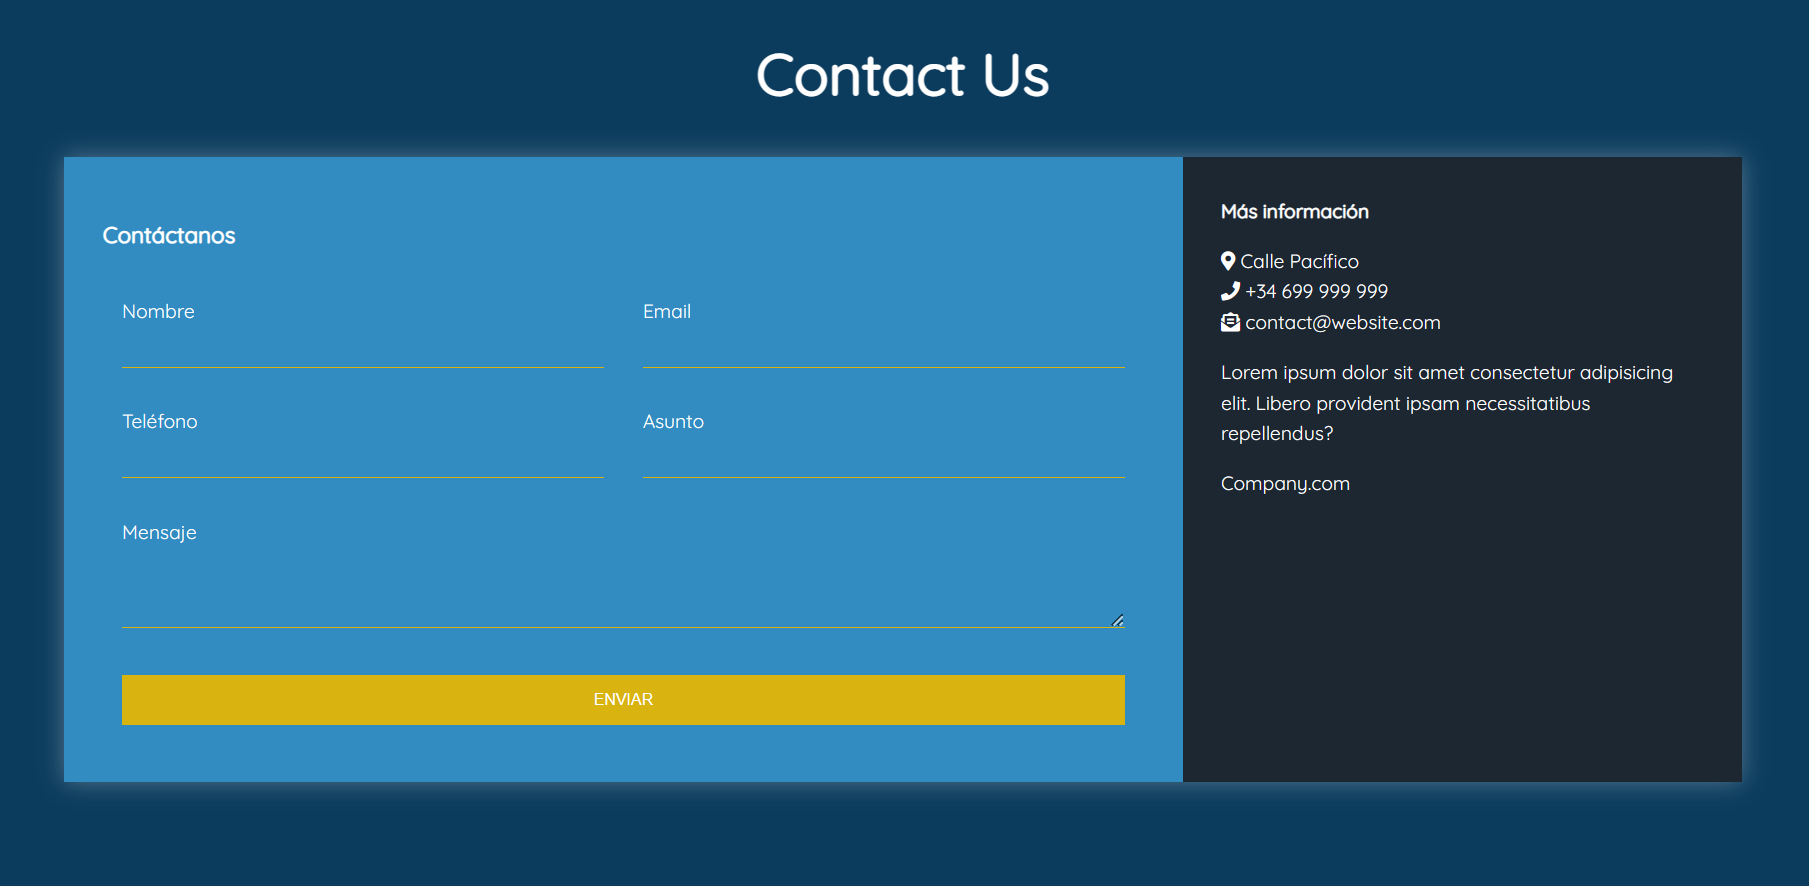 Contact Us
Contáctanos
Nombre
Email
Teléfono
Asunto
Mensaje
ENVIAR
Más información
Calle Pacífico
+34 699 999 999
contact@website.com
Lorem ipsum dolor sit amet consectetur adipisicing
elit. Libero provident ipsam necessitatibus
repellendus?
Company.com